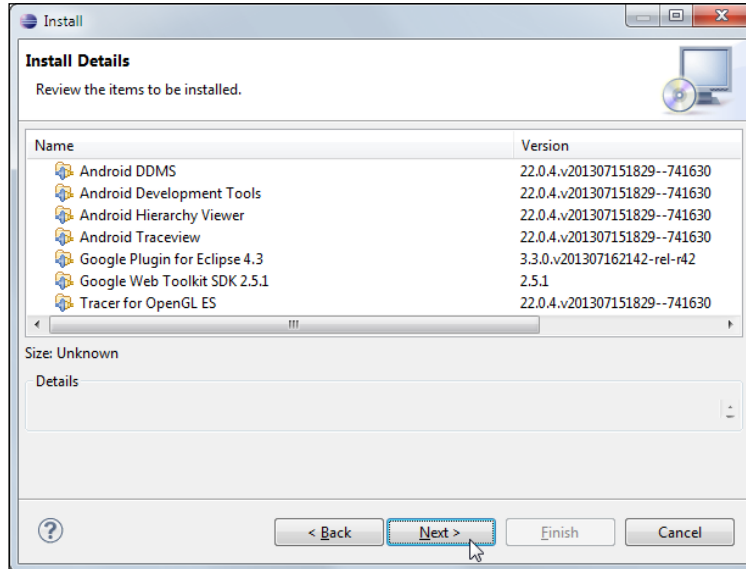 Install
Install Details
Review the items to be installed.
Name Version
Android DDMS 22.0.4.v201307151829--741630
Android Development Tools 22.0.4.v201307151829--741630
Android Hierarchy Viewer 22.0.4.v201307151829--741630
Android Traceview 22.0.4.v201307151829--741630
Google Plugin for Eclipse 4.3 3.3.0.v201307162142-rel-r42
Google Web Toolkit SDK 2.5.1 2.5.1
Tracer for OpenGL ES 22.0.4.v201307151829--741630
Size: Unknown
Details
? < Back Next > Finish Cancel